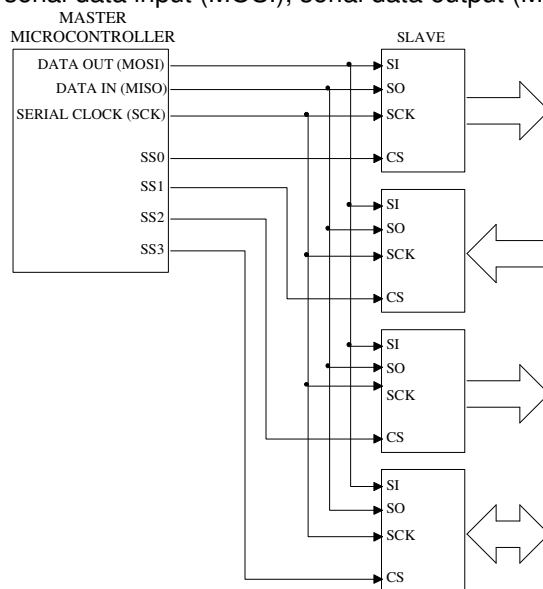 serial data input (MOSI), serial data output (M
MASTER
MICROCONTROLLER
SLAVE
DATA OUT (MOSI)
DATA IN (MISO)
SERIAL CLOCK (SCK)
SS0
SS1
SS2
SS3
SI
SO
SCK
CS
SI
SO
SCK
CS
SI
SO
SCK
CS
SI
SO
SCK
CS